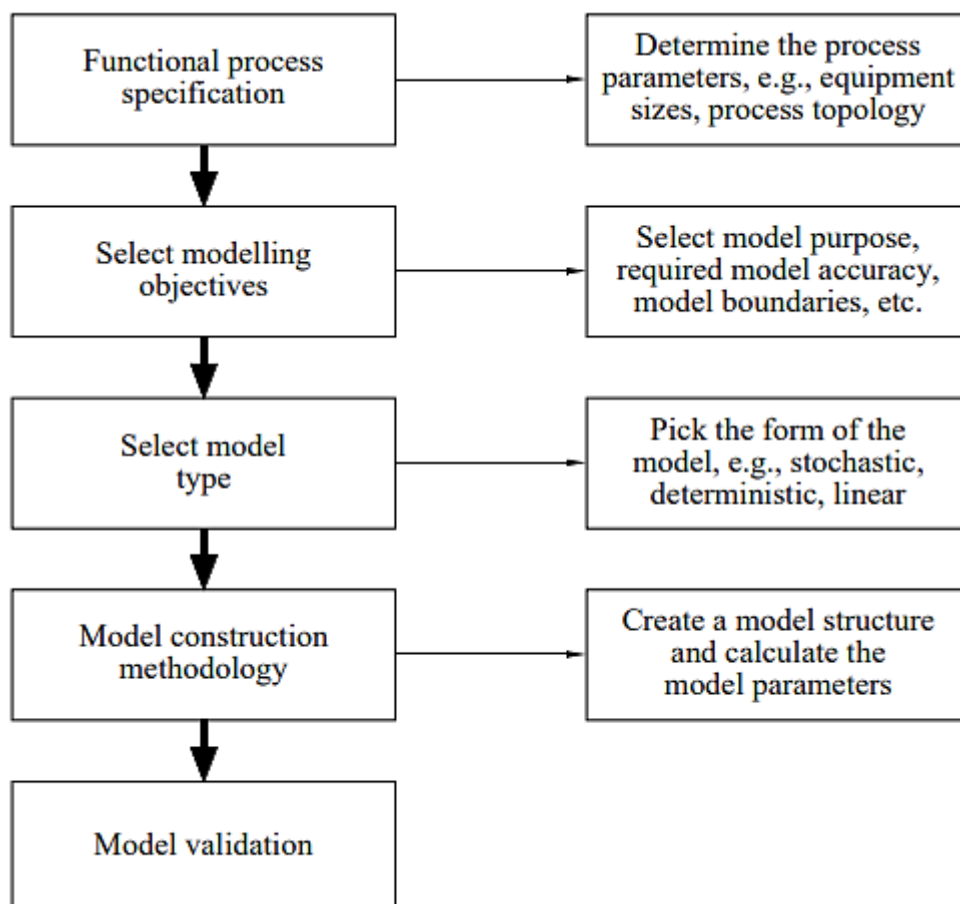 Functional process
specification
Determine the process
parameters, e.g., equipment
sizes, process topology
Select modelling
objectives
Select model purpose,
required model accuracy,
model boundaries, etc.
Select model
type
Pick the form of the
model, e.g., stochastic,
deterministic, linear
Model construction
methodology
Create a model structure
and calculate the
model parameters
Model validation